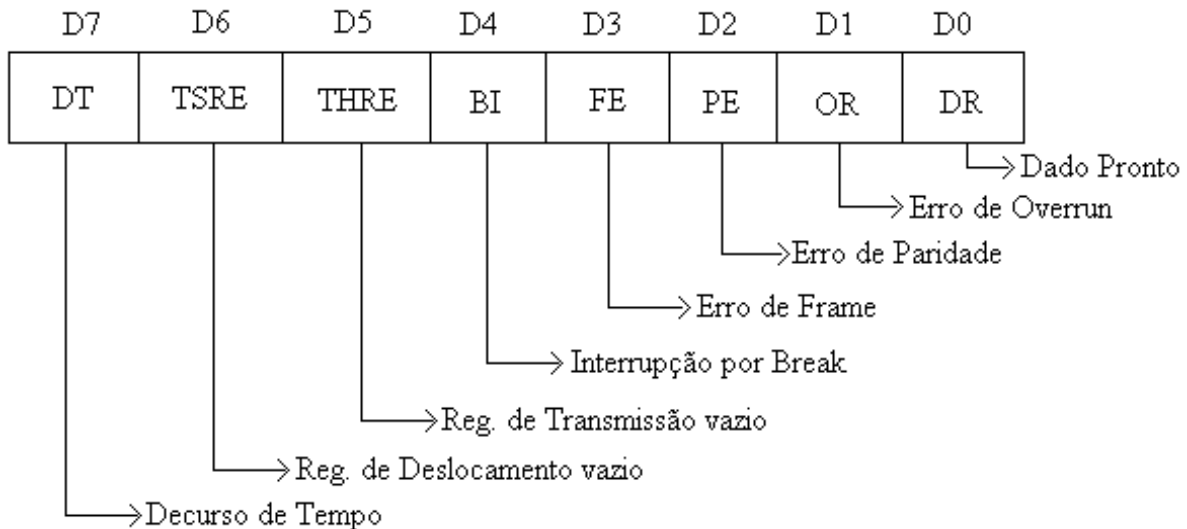 D7 D6 D5 D4 D3 D2 D1 D0
DT TSRE THRE BI FE PE OR DR
Dado Pronto
Erro de Overrun
Erro de Paridade
Erro de Frame
Interrupção por Break
Reg. de Transmissão vazio
Reg. de Deslocamento vazio
Decurso de Tempo